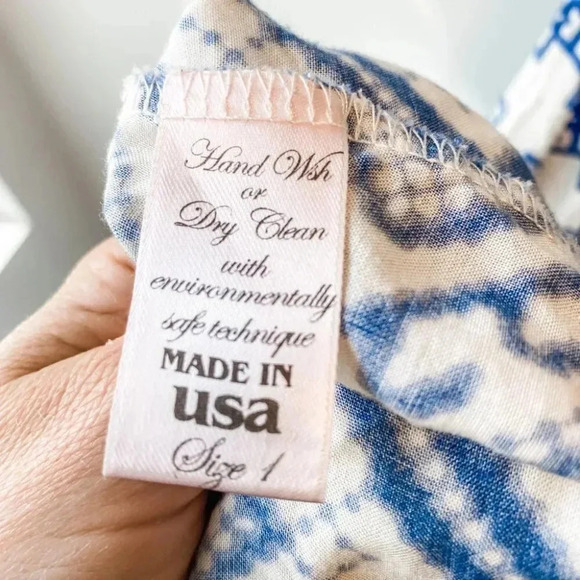 Hand Wsh
or
Dry Clean
with
environmentally
safe technique
MADE IN
usa
Size 1